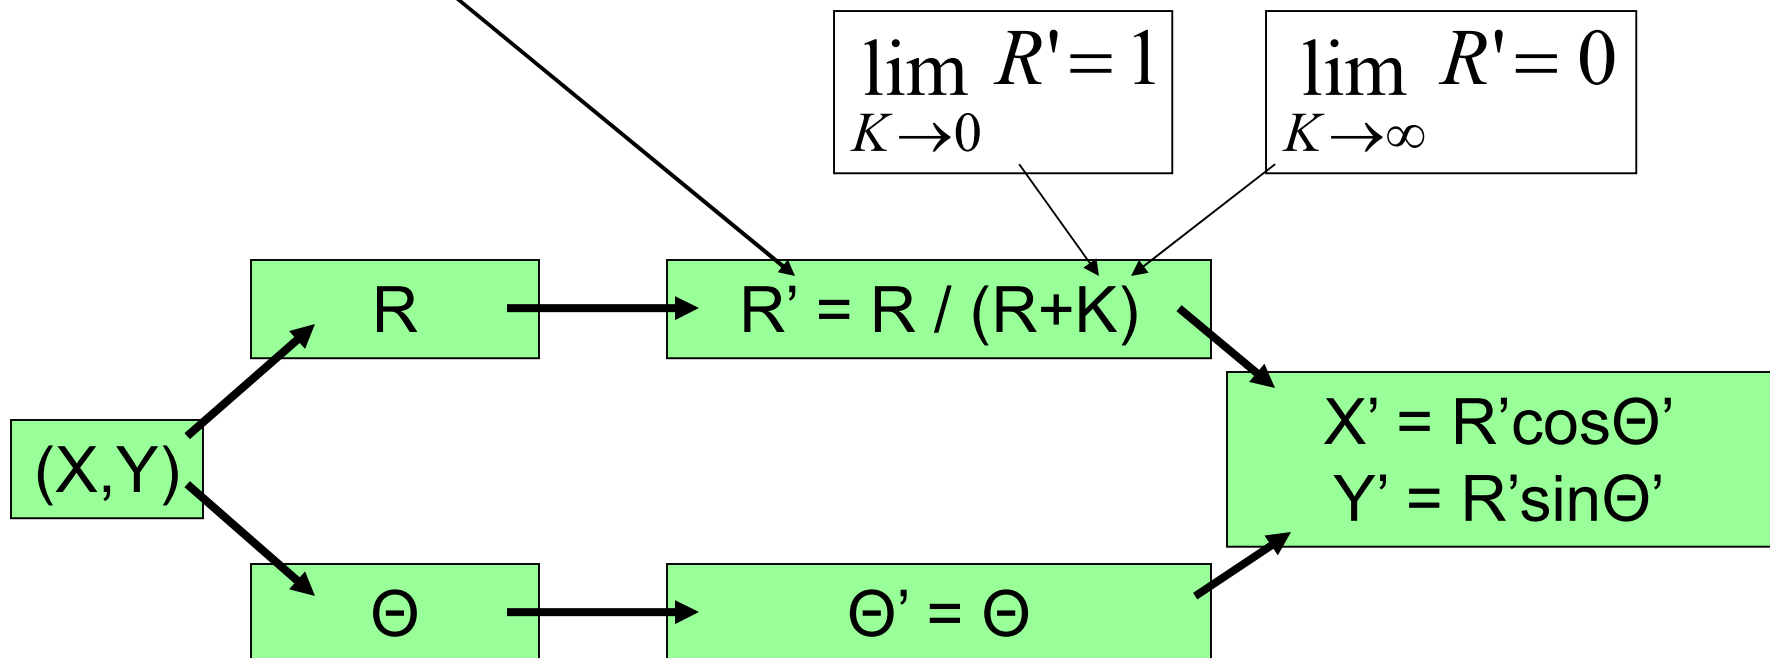 lim R' = 1
K→0
lim R' = 0
K→∞
R
R’ = R / (R+K)
(X,Y)
X’ = R’cosΘ’
Y’ = R’sinΘ’
Θ
Θ’ = Θ